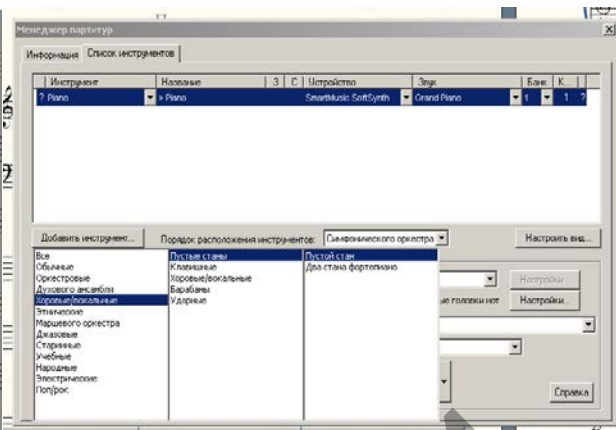 Менеджер партитур
Информация Список инструментов
Инструмент Название З С Устройство Звук Банк К...
? Piano » Piano SmartMusic SoftSynth Grand Piano 1 1 ?
Добавить инструмент... Порядок расположения инструментов: Симфонического оркестра Настроить вид...
Все Пустые станы Пустой стан
Обычные Клавишные Два стана фортепиано
Оркестровые Хоровые/вокальные Настройки
Духового ансамбля Барабаны
Хоровые/вокальные Ударные головки нот Настройки...
Этнические
Маршевого оркестра
Джазовые
Старинные
Учебные
Народные
Электрические
Поп/рок
Справка